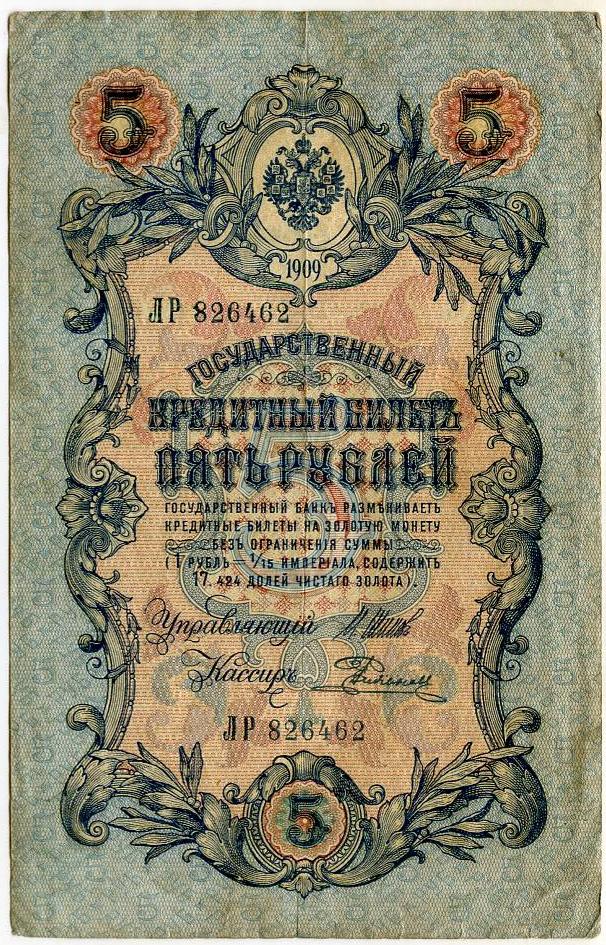 5 5
1909
ЛР 826462
ГОСУДАРСТВЕННЫЙ
КРЕДИТНЫЙ БИЛЕТЪ
ПЯТЬ РУБЛЕЙ
ГОСУДАРСТВЕННЫЙ БАНКЪ РАЗМѢНИВАЕТЪ
КРЕДИТНЫЕ БИЛЕТЫ НА ЗОЛОТУЮ МОНЕТУ
БЕЗЪ ОГРАНИЧЕНІЯ СУММЫ
(1 РУБЛЬ — 1/15 ИМПЕРІАЛА, СОДЕРЖИТЪ
17.424 ДОЛЕЙ ЧИСТАГО ЗОЛОТА).
Управляющий
Кассиръ
ЛР 826462
5